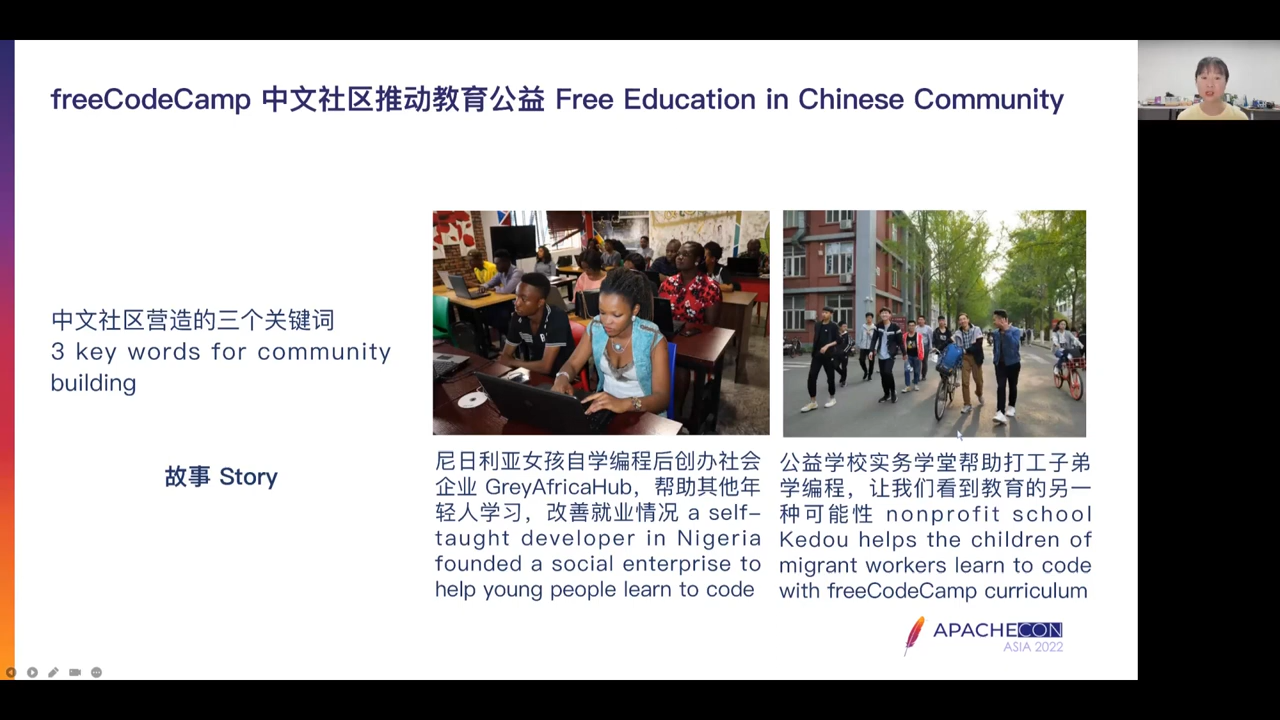 freeCodeCamp 中文社区推动教育公益 Free Education in Chinese Community
中文社区营造的三个关键词
3 key words for community
building
故事 Story
尼日利亚女孩自学编程后创办社会
企业 GreyAfricaHub，帮助其他年
轻人学习，改善就业情况 a self-
taught developer in Nigeria
founded a social enterprise to
help young people learn to code
公益学校实务学堂帮助打工子弟
学编程，让我们看到教育的另一
种可能性 nonprofit school
Kedou helps the children of
migrant workers learn to code
with freeCodeCamp curriculum
APACHECON
ASIA 2022